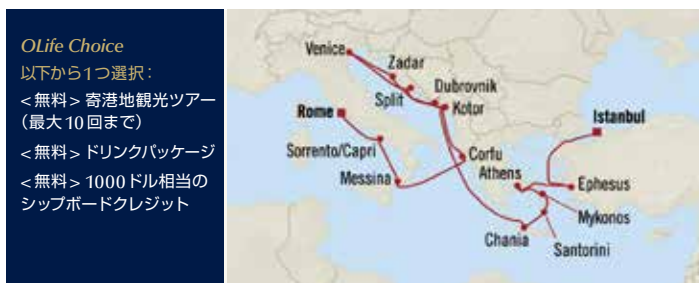 OLife Choice
以下から1つ選択：
＜無料＞寄港地観光ツアー
（最大10回まで）
＜無料＞ドリンクパッケージ
＜無料＞1000ドル相当の
シップボードクレジット
Venice
Zadar
Split
Dubrovnik
Kotor
Rome
Istanbul
Sorrento/Capri
Corfu
Athens
Messina
Ephesus
Mykonos
Chania
Santorini